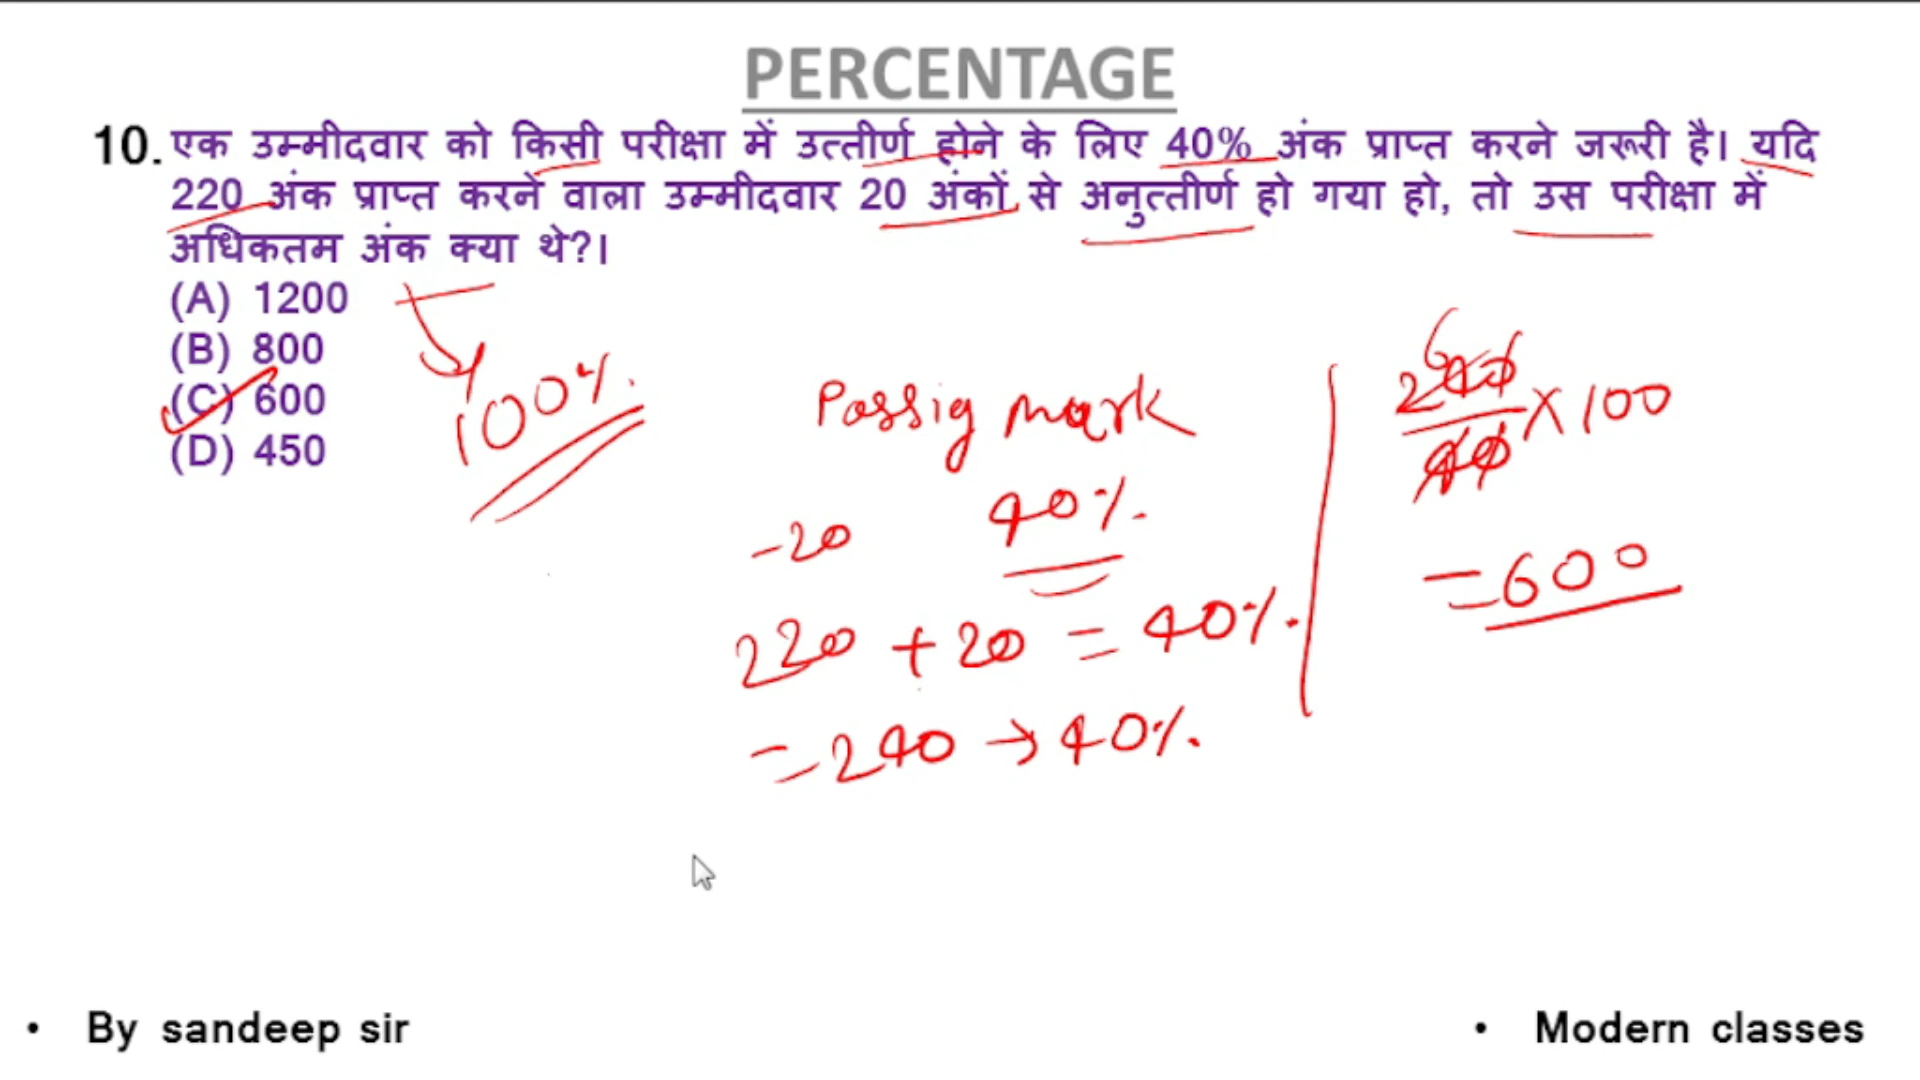 PERCENTAGE
10. एक उम्मीदवार को किसी परीक्षा में उत्तीर्ण होने के लिए 40% अंक प्राप्त करने जरूरी है। यदि
220 अंक प्राप्त करने वाला उम्मीदवार 20 अंकों से अनुत्तीर्ण हो गया हो, तो उस परीक्षा में
अधिकतम अंक क्या थे?।
(A) 1200
(B) 800
(C) 600
(D) 450
100%.
Passig mark
40%.
-20
220 + 20 = 40%.
=240 → 40%.
6
240
40 × 100
=600
• By sandeep sir
• Modern classes